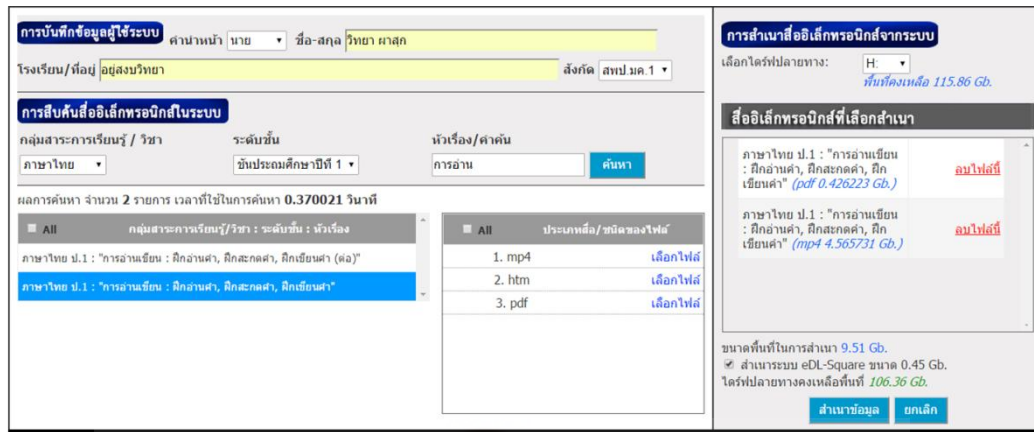 การบันทึกข้อมูลผู้ใช้ระบบ คำนำหน้า นาย ชื่อ-สกุล วิทยา ผาสุก
โรงเรียน/ที่อยู่ อยู่สงบวิทยา สังกัด สพป.มค.1
การสืบค้นสื่ออิเล็กทรอนิกส์ในระบบ
กลุ่มสาระการเรียนรู้ / วิชา ระดับชั้น หัวเรื่อง/คำค้น
ภาษาไทย ชั้นประถมศึกษาปีที่ 1 การอ่าน ค้นหา
ผลการค้นหา จำนวน 2 รายการ เวลาที่ใช้ในการค้นหา 0.370021 วินาที
All กลุ่มสาระการเรียนรู้/วิชา : ระดับชั้น : หัวเรื่อง
ภาษาไทย ป.1 : "การอ่านเขียน : ฝึกอ่านคำ, ฝึกสะกดคำ, ฝึกเขียนคำ (ต่อ)"
ภาษาไทย ป.1 : "การอ่านเขียน : ฝึกอ่านคำ, ฝึกสะกดคำ, ฝึกเขียนคำ"
All ประเภทสื่อ/ชนิดของไฟล์
1. mp4 เลือกไฟล์
2. htm เลือกไฟล์
3. pdf เลือกไฟล์
การสำเนาสื่ออิเล็กทรอนิกส์จากระบบ
เลือกไดร์ฟปลายทาง: H:
พื้นที่คงเหลือ 115.86 Gb.
สื่ออิเล็กทรอนิกส์ที่เลือกสำเนา
ภาษาไทย ป.1 : "การอ่านเขียน
: ฝึกอ่านคำ, ฝึกสะกดคำ, ฝึก ลบไฟล์นี้
เขียนคำ" (pdf 0.426223 Gb.)
ภาษาไทย ป.1 : "การอ่านเขียน
: ฝึกอ่านคำ, ฝึกสะกดคำ, ฝึก ลบไฟล์นี้
เขียนคำ" (mp4 4.565731 Gb.)
ขนาดพื้นที่ในการสำเนา 9.51 Gb.
สำเนาระบบ eDL-Square ขนาด 0.45 Gb.
ไดร์ฟปลายทางคงเหลือพื้นที่ 106.36 Gb.
สำเนาข้อมูล ยกเลิก